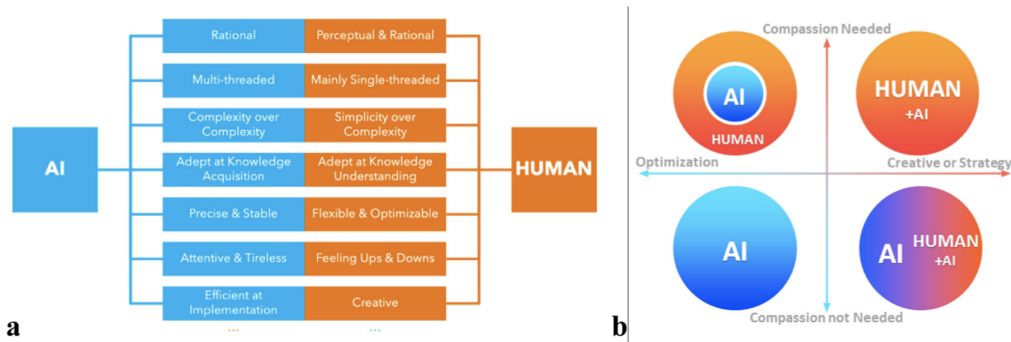 AI
Rational
Perceptual & Rational
Multi-threaded
Mainly Single-threaded
Complexity over
Complexity
Simplicity over
Complexity
Adept at Knowledge
Acquisition
Adept at Knowledge
Understanding
Precise & Stable
Flexible & Optimizable
Attentive & Tireless
Feeling Ups & Downs
Efficient at
Implementation
Creative
...
...
HUMAN
a
Compassion Needed
AI
HUMAN
HUMAN
+AI
Optimization
Creative or Strategy
AI
AI
HUMAN
+AI
Compassion not Needed
b